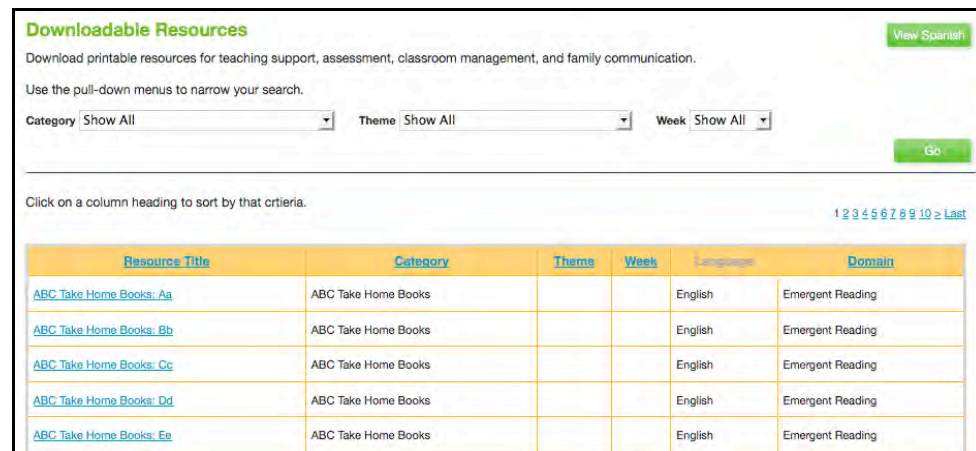 Downloadable Resources
View Spanish
Download printable resources for teaching support, assessment, classroom management, and family communication.
Use the pull-down menus to narrow your search.
Category Show All Theme Show All Week Show All
Go
Click on a column heading to sort by that crtieria.
1 2 3 4 5 6 7 8 9 10 > Last
Resource Title Category Theme Week Language Domain
ABC Take Home Books: Aa ABC Take Home Books English Emergent Reading
ABC Take Home Books: Bb ABC Take Home Books English Emergent Reading
ABC Take Home Books: Cc ABC Take Home Books English Emergent Reading
ABC Take Home Books: Dd ABC Take Home Books English Emergent Reading
ABC Take Home Books: Ee ABC Take Home Books English Emergent Reading